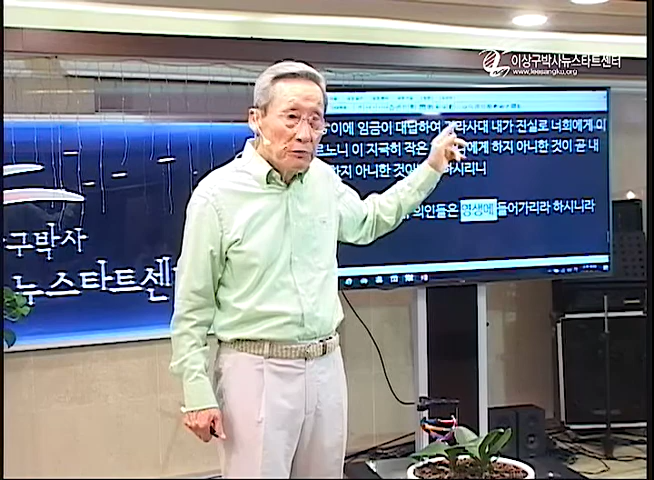 이상구박사뉴스타트센터
www.leesangku.org
이에 임금이 대답하여 가라사대 내가 진실로 너희에게 이
르노니 이 지극히 작은 에게 하지 아니한 것이 곧 내
하지 아니한 것이니라 하시리니
의인들은 영생에 들어가리라 하시니라
구박사
뉴스타트센